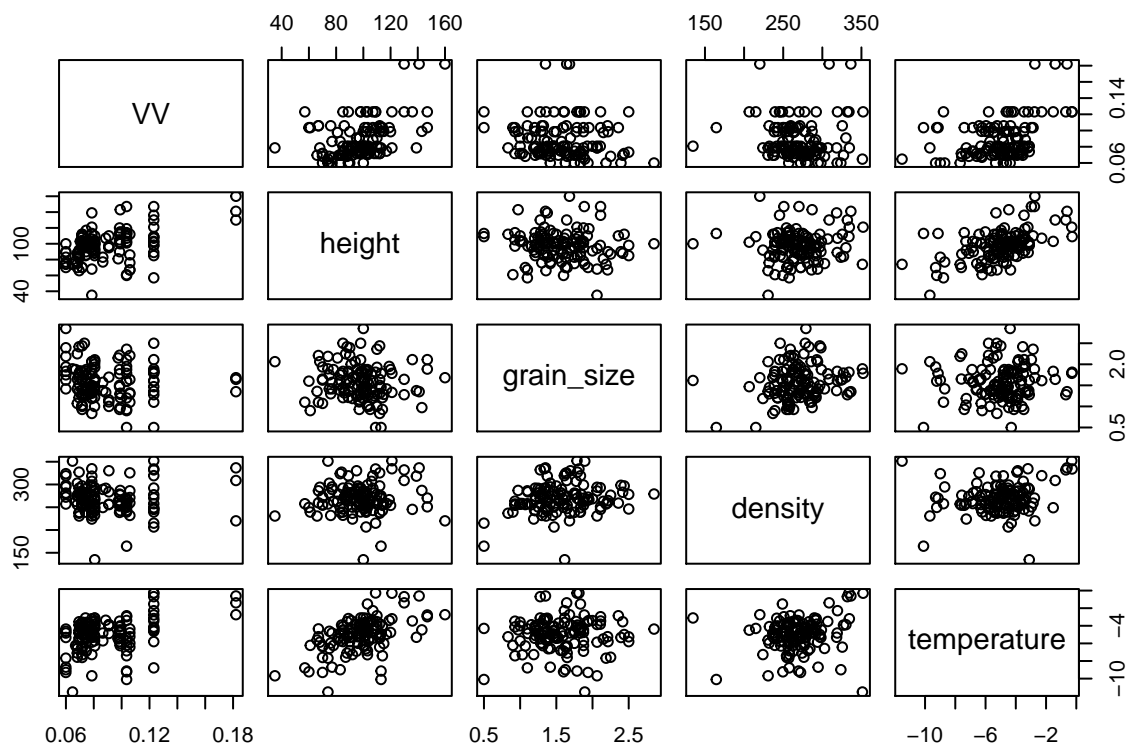 40 80 120 160 150 250 350
VV 0.06 0.14
40 100 height
grain_size 0.5 2.0
150 300 density
temperature −10 −4
0.06 0.12 0.18 0.5 1.5 2.5 −10 −6 −2